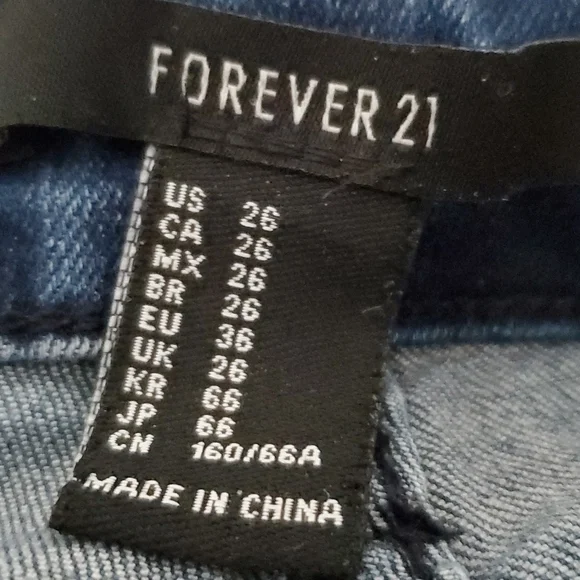 FOREVER 21
US 26
CA 26
MX 26
BR 26
EU 36
UK 26
KR 66
JP 66
CN 160/66A
MADE IN CHINA